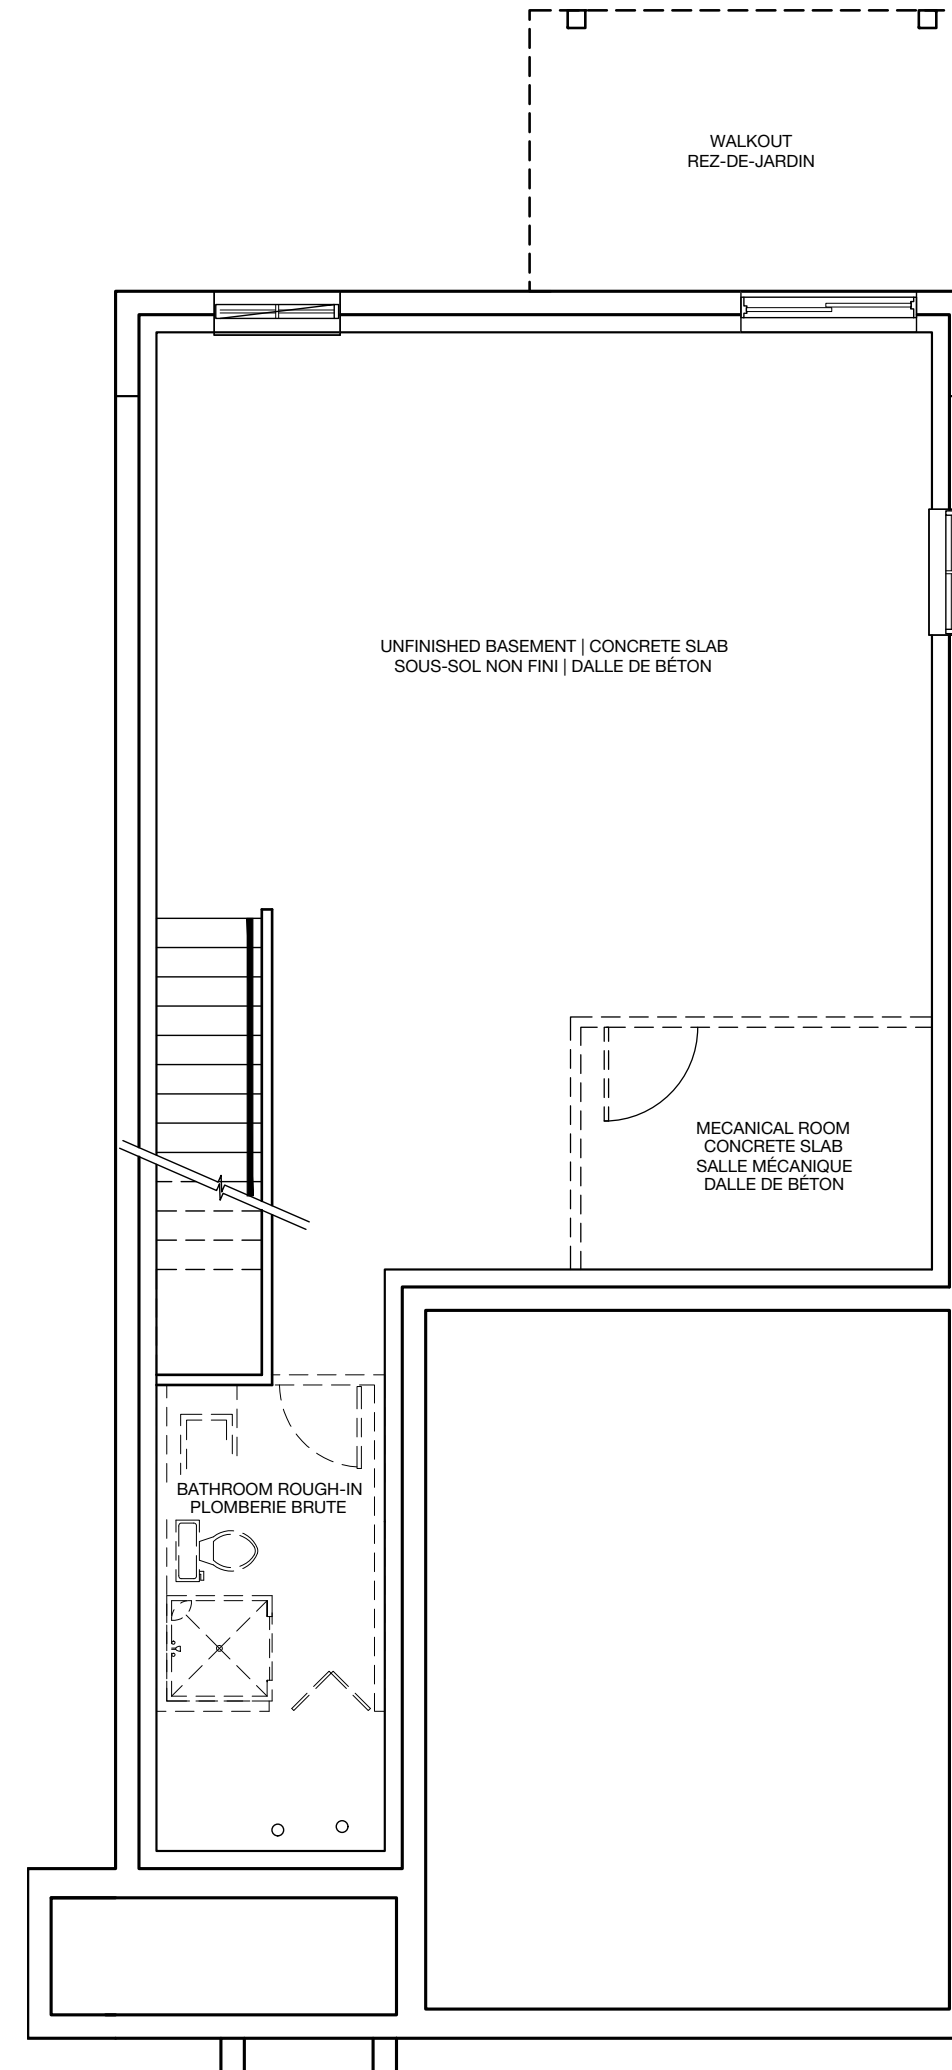 WALKOUT
REZ-DE-JARDIN
UNFINISHED BASEMENT | CONCRETE SLAB
SOUS-SOL NON FINI | DALLE DE BÉTON
MECANICAL ROOM
CONCRETE SLAB
SALLE MÉCANIQUE
DALLE DE BÉTON
BATHROOM ROUGH-IN
PLOMBERIE BRUTE